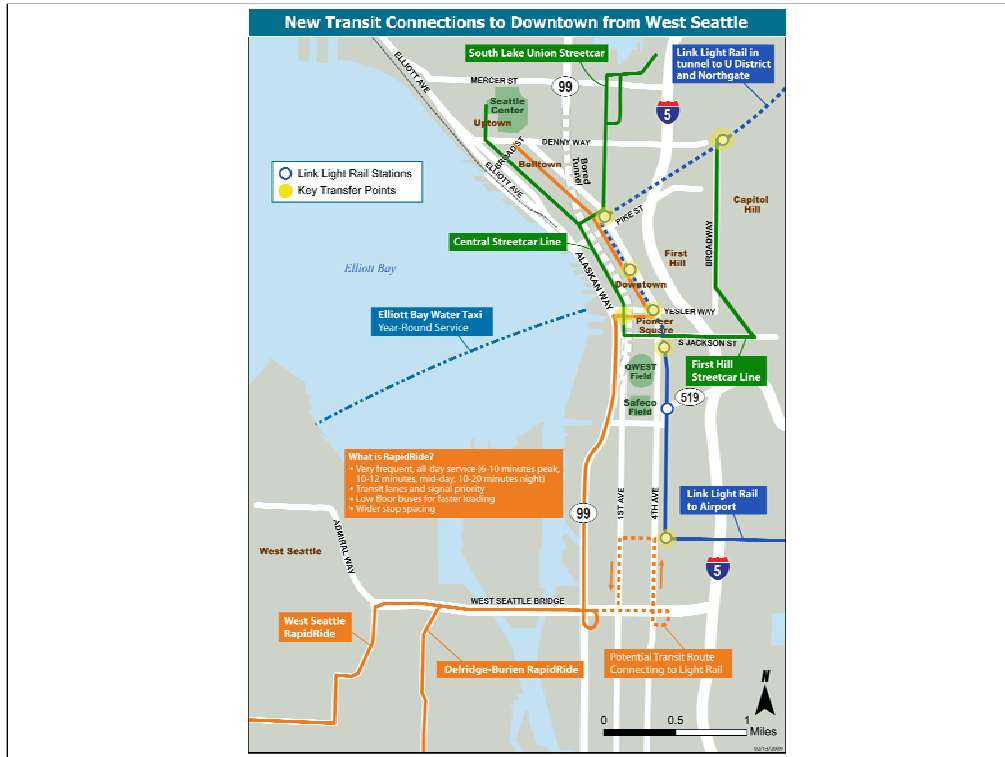 New Transit Connections to Downtown from West Seattle
South Lake Union Streetcar
Link Light Rail in
tunnel to U District
and Northgate
ELLIOTT AVE
MERCER ST
99
5
Seattle
Center
Uptown
BROAD ST
DENNY WAY
Belltown
Bored
Tunnel
ELLIOTT AVE
Link Light Rail Stations
Key Transfer Points
PIKE ST
Capitol
Hill
BROADWAY
Central Streetcar Line
First
Hill
Elliott Bay
ALASKAN WAY
Downtown
Elliott Bay Water Taxi
Year-Round Service
YESLER WAY
Pioneer
Square
S JACKSON ST
QWEST
Field
First Hill
Streetcar Line
519
Safeco
Field
What is RapidRide?
• Very frequent, all-day service (6-10 minutes peak,
10-12 minutes, mid-day, 10-20 minutes night)
• Transit lanes and signal priority
• Low floor buses for faster loading
• Wider stop spacing
99
1ST AVE
4TH AVE
Link Light Rail
to Airport
ADMIRAL WAY
West Seattle
5
WEST SEATTLE BRIDGE
West Seattle
RapidRide
Delridge-Burien RapidRide
Potential Transit Route
Connecting to Light Rail
N
0 0.5 1
Miles